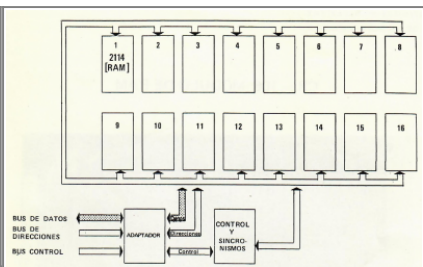 1 2 3 4 5 6 7 8
2114
[RAM]
9 10 11 12 13 14 15 16
BUS DE DATOS
BUS DE
DIRECCIONES
BUS CONTROL
ADAPTADOR
Datos
Direcciones
Control
CONTROL
Y
SINCRO-
NISMOS